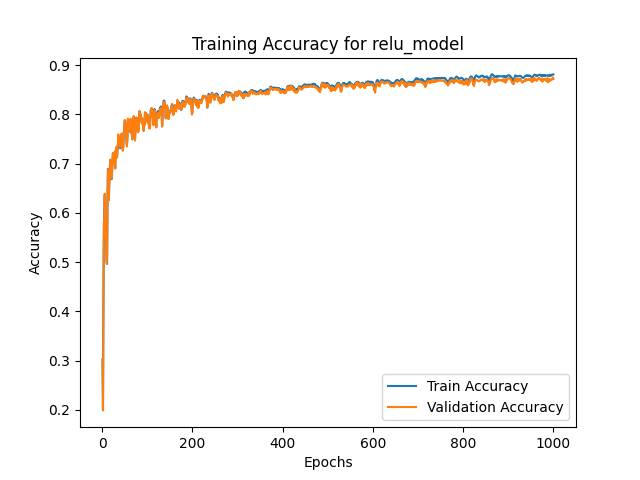 Training Accuracy for relu_model
Accuracy
0.9
0.8
0.7
0.6
0.5
0.4
0.3
0.2
0
200
400
600
800
1000
Epochs
Train Accuracy
Validation Accuracy